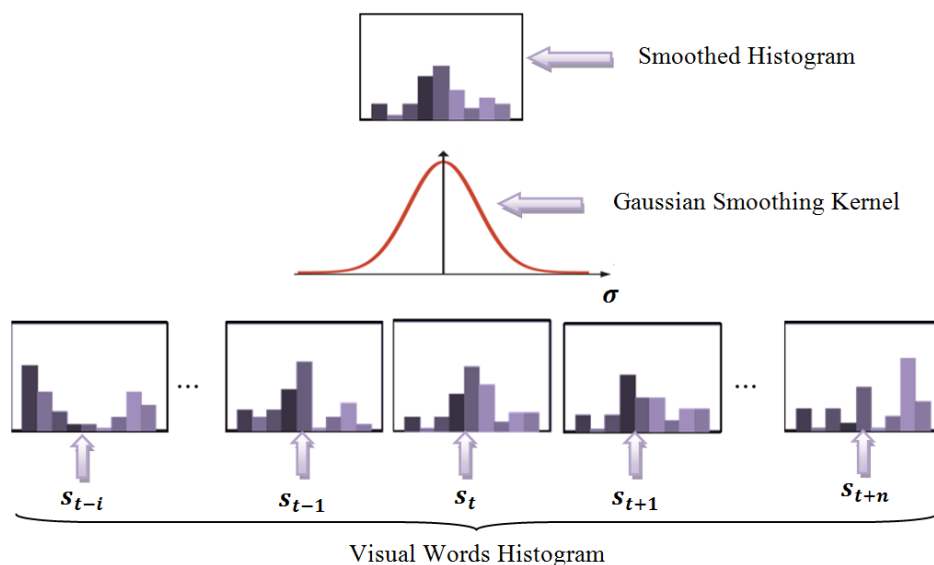 Smoothed Histogram
Gaussian Smoothing Kernel
σ
... ...
s_{t−i} s_{t−1} s_t s_{t+1} s_{t+n}
Visual Words Histogram